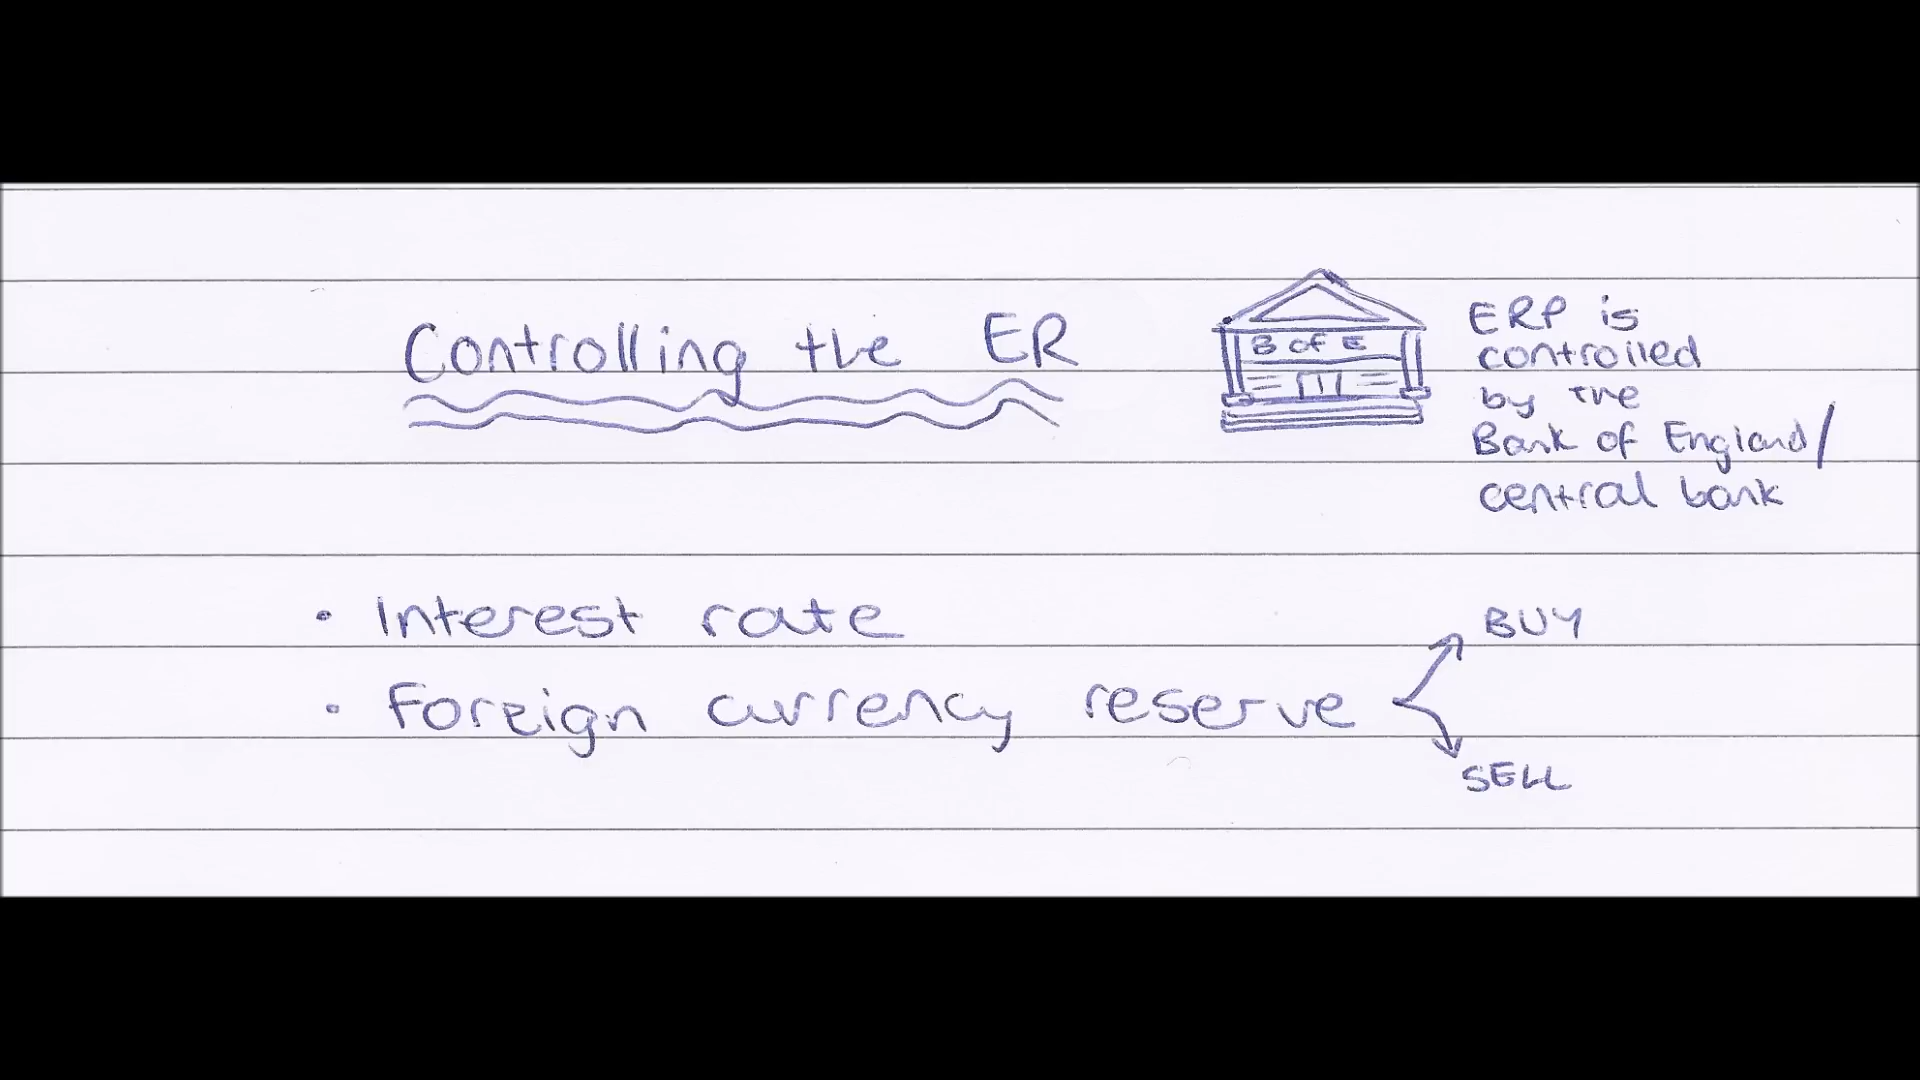 Controlling the ER
B of E
ERP is
controlled
by the
Bank of England/
central bank
• Interest rate
• Foreign currency reserve
BUY
SELL